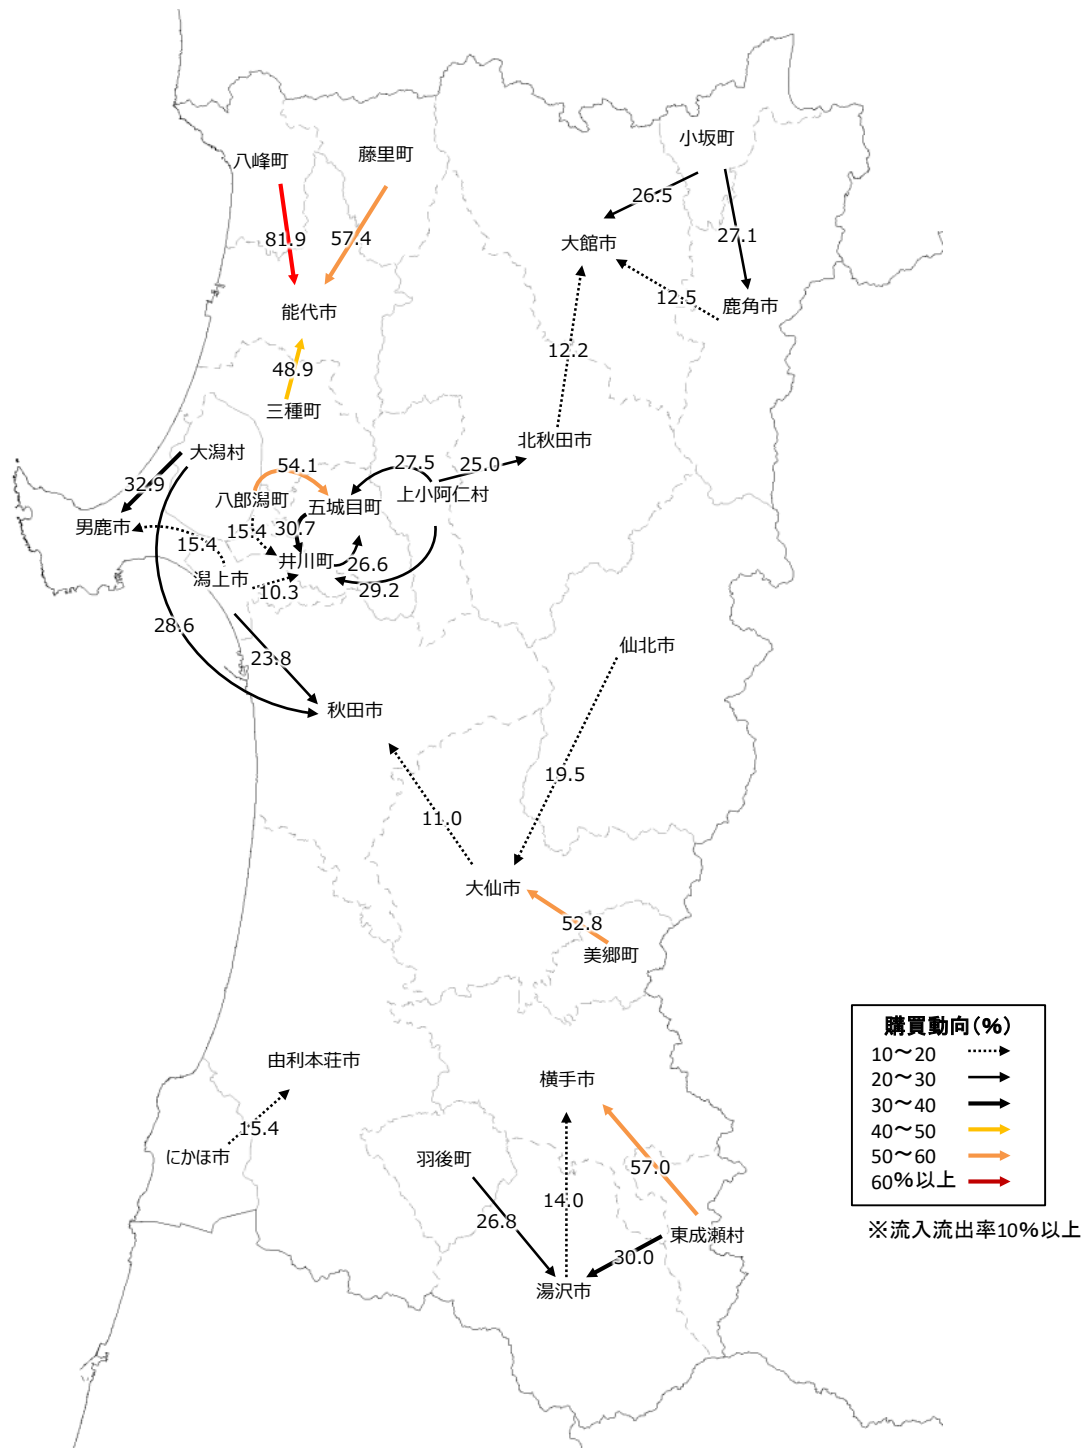 小坂町
藤里町
八峰町
26.5
27.1
81.9
57.4
大館市
12.5
鹿角市
能代市
12.2
48.9
三種町
北秋田市
大潟村
54.1
27.5
25.0
32.9
八郎潟町
上小阿仁村
五城目町
男鹿市
15.4
30.7
15.4
井川町
26.6
潟上市
10.3
29.2
28.6
23.8
仙北市
秋田市
19.5
11.0
大仙市
52.8
美郷町
購買動向(%)
10～20
20～30
30～40
40～50
50～60
60%以上
※流入流出率10%以上
由利本荘市
横手市
15.4
にかほ市
羽後町
57.0
14.0
26.8
東成瀬村
30.0
湯沢市